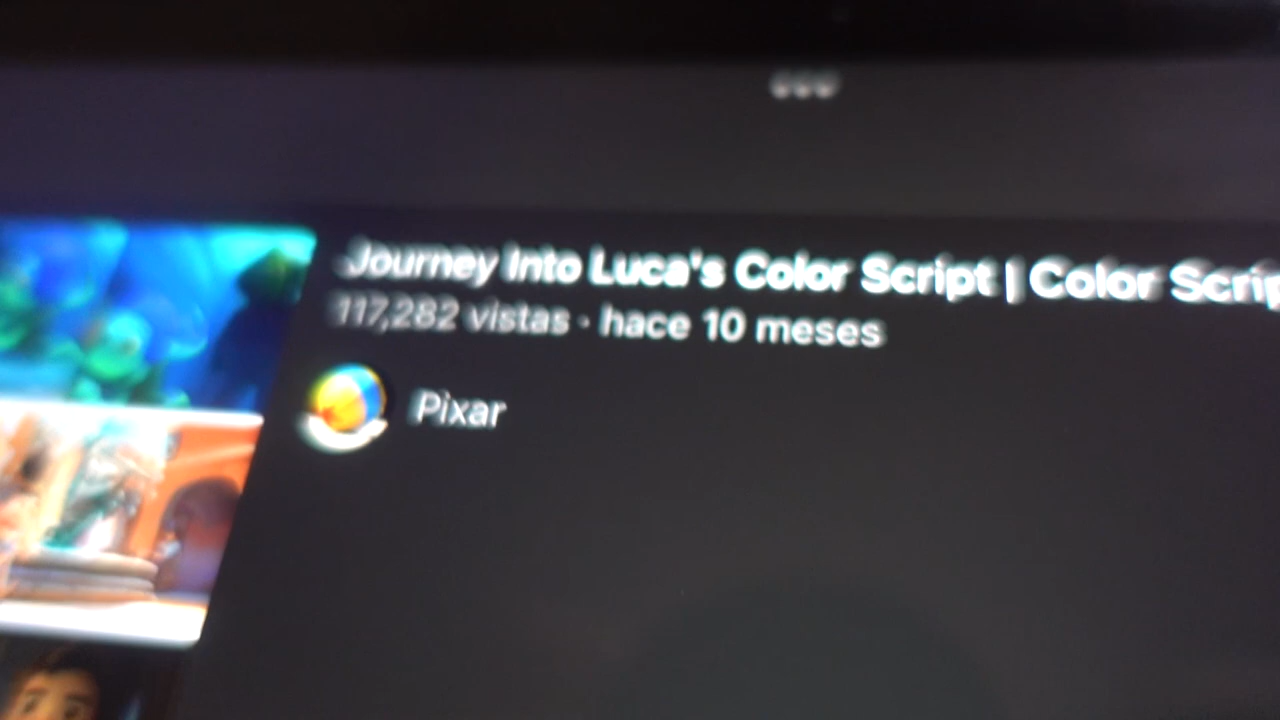 Journey Into Luca's Color Script | Color Scrip
117,282 vistas · hace 10 meses
Pixar